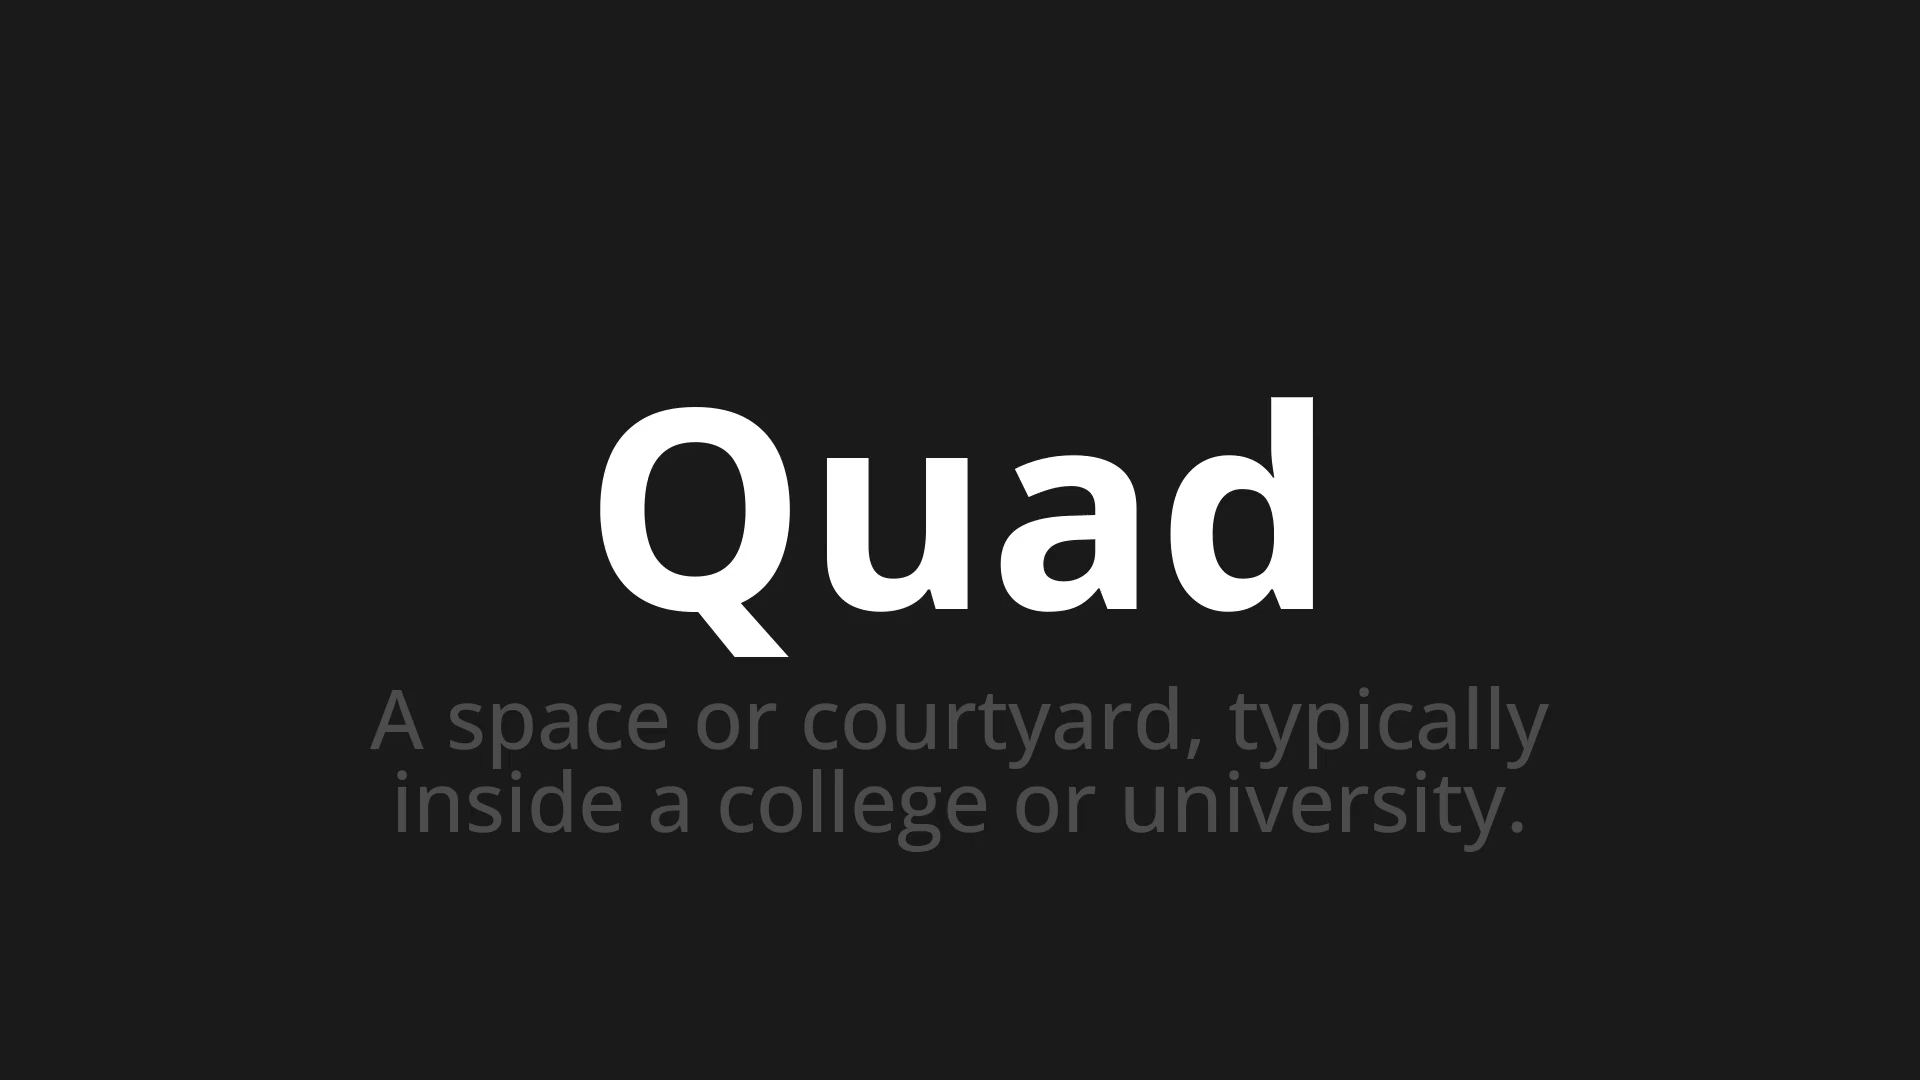 Quad
A space or courtyard, typically
inside a college or university.